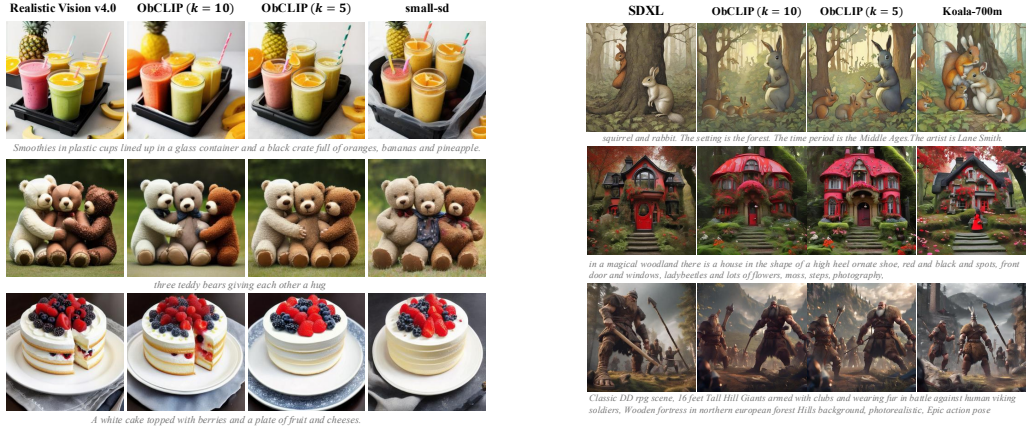 Realistic Vision v4.0 ObCLIP (k = 10) ObCLIP (k = 5) small-sd
Smoothies in plastic cups lined up in a glass container and a black crate full of oranges, bananas and pineapple.
three teddy bears giving each other a hug
A white cake topped with berries and a plate of fruit and cheeses.
SDXL ObCLIP (k = 10) ObCLIP (k = 5) Koala-700m
squirrel and rabbit. The setting is the forest. The time period is the Middle Ages.The artist is Lane Smith.
in a magical woodland there is a house in the shape of a high heel ornate shoe, red and black and spots, front
door and windows, ladybeetles and lots of flowers, moss, steps, photography,
Classic DD rpg scene, 16 feet Tall Hill Giants armed with clubs and wearing fur in battle against human viking
soldiers, Wooden fortress in northern european forest Hills background, photorealistic, Epic action pose